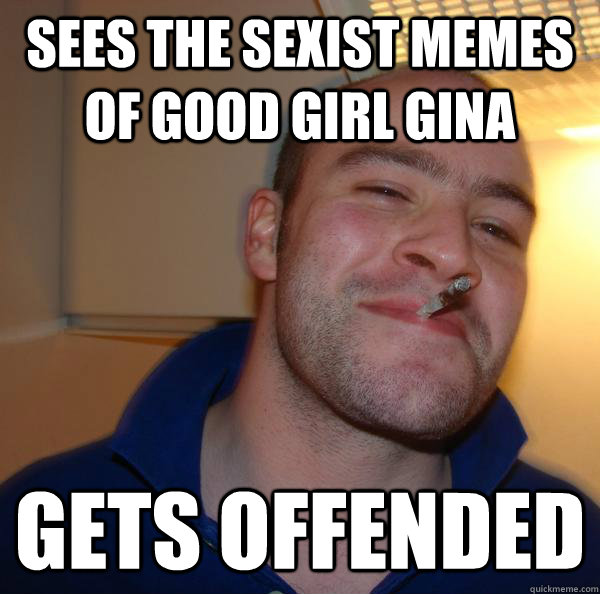 SEES THE SEXIST MEMES
OF GOOD GIRL GINA
GETS OFFENDED
quickmeme.com